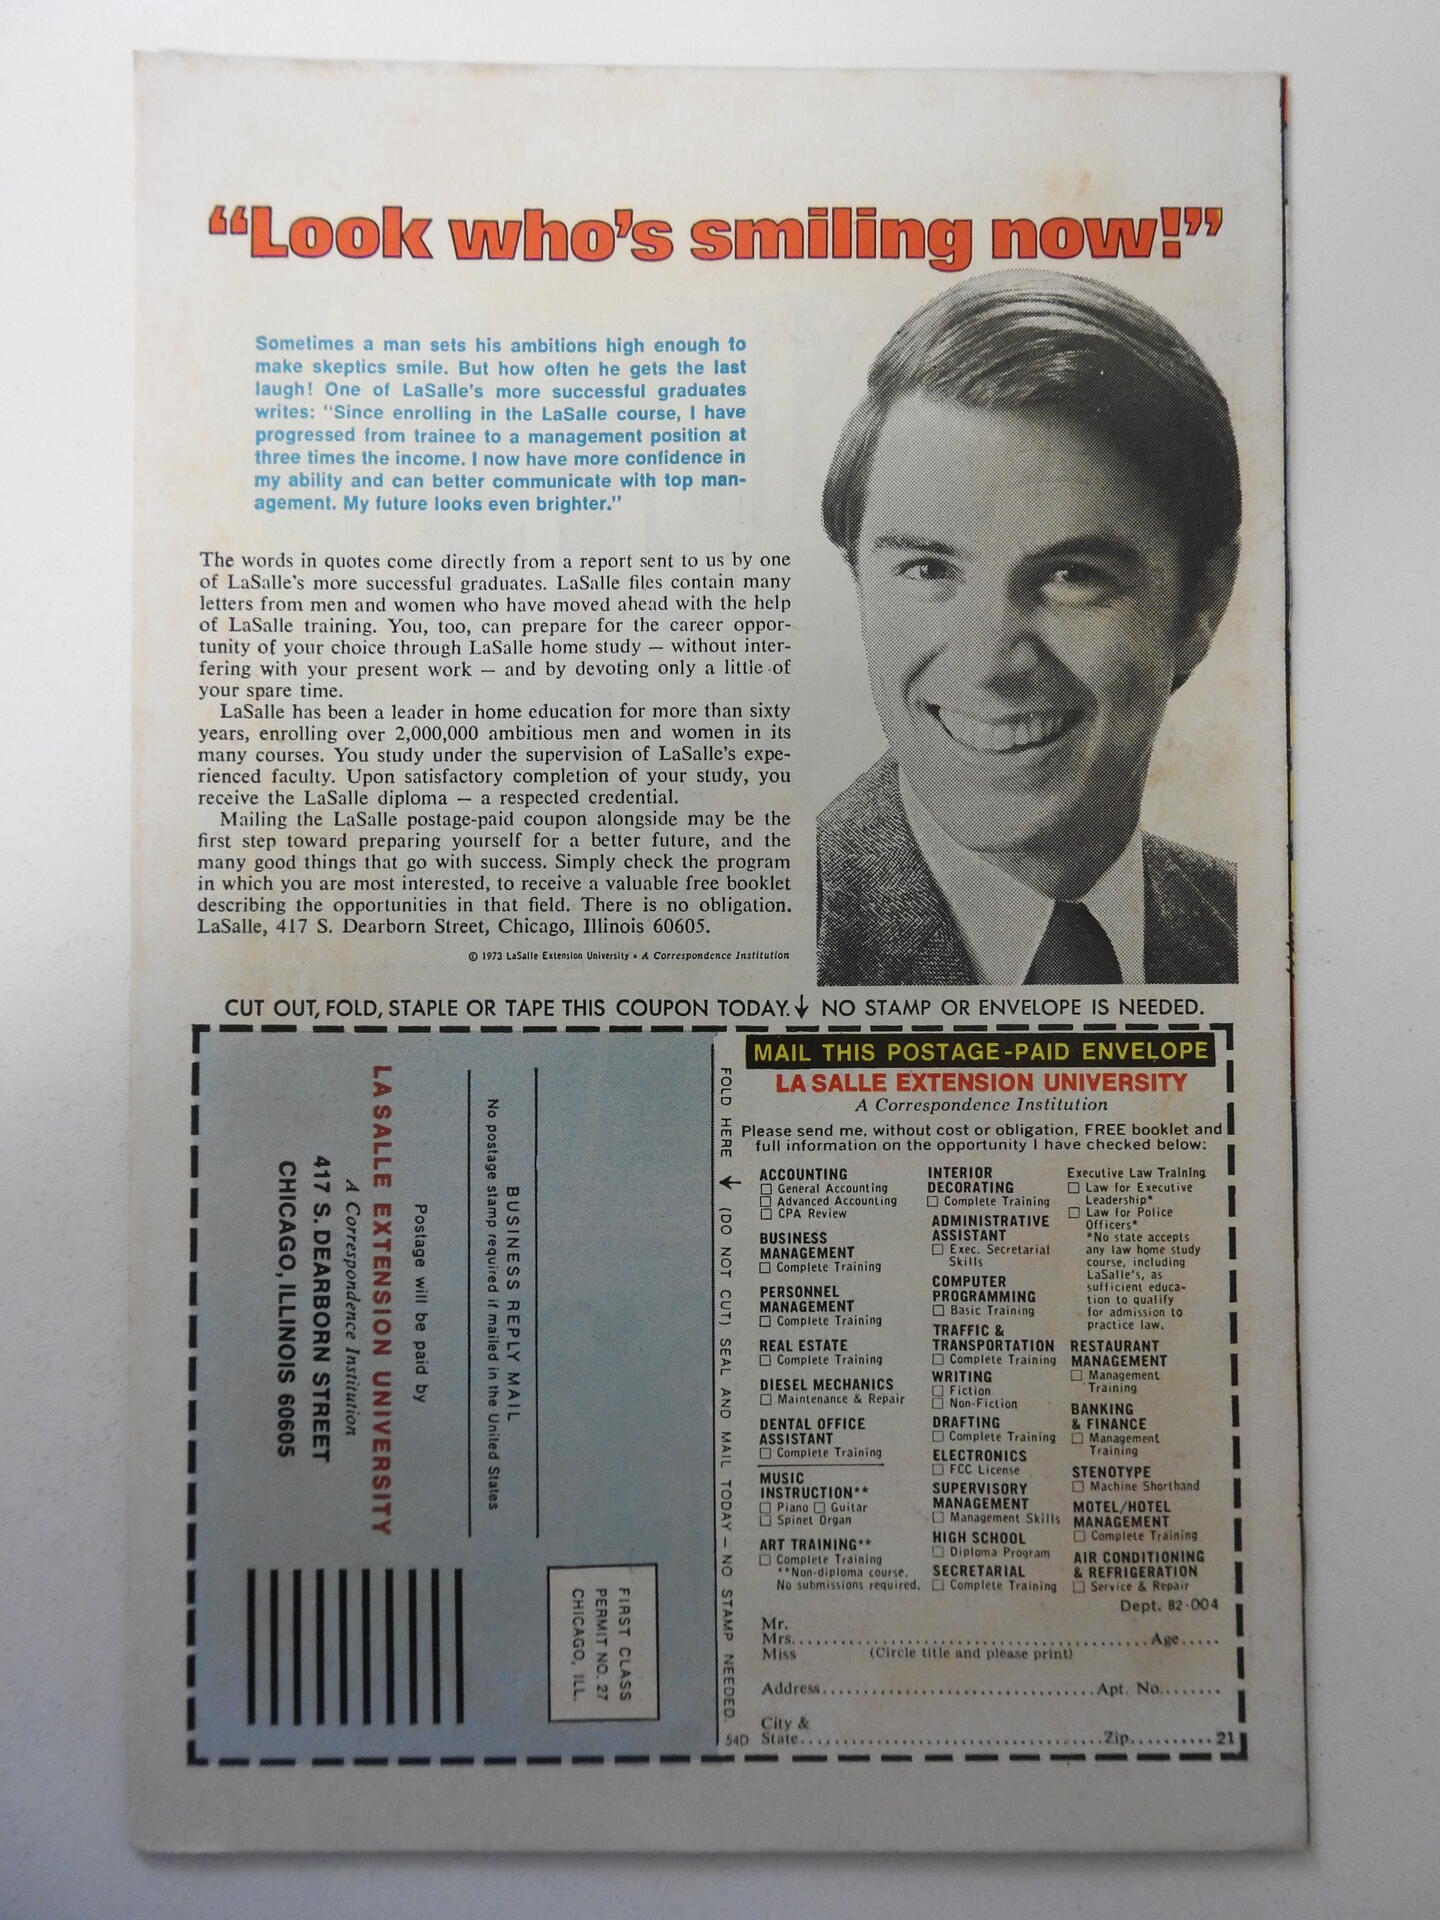 “Look who’s smiling now!”
Sometimes a man sets his ambitions high enough to
make skeptics smile. But how often he gets the last
laugh! One of LaSalle’s more successful graduates
writes: “Since enrolling in the LaSalle course, I have
progressed from trainee to a management position at
three times the income. I now have more confidence in
my ability and can better communicate with top man-
agement. My future looks even brighter.”
The words in quotes come directly from a report sent to us by one
of LaSalle’s more successful graduates. LaSalle files contain many
letters from men and women who have moved ahead with the help
of LaSalle training. You, too, can prepare for the career oppor-
tunity of your choice through LaSalle home study — without inter-
fering with your present work — and by devoting only a little of
your spare time.
LaSalle has been a leader in home education for more than sixty
years, enrolling over 2,000,000 ambitious men and women in its
many courses. You study under the supervision of LaSalle’s expe-
rienced faculty. Upon satisfactory completion of your study, you
receive the LaSalle diploma — a respected credential.
Mailing the LaSalle postage-paid coupon alongside may be the
first step toward preparing yourself for a better future, and the
many good things that go with success. Simply check the program
in which you are most interested, to receive a valuable free booklet
describing the opportunities in that field. There is no obligation.
LaSalle, 417 S. Dearborn Street, Chicago, Illinois 60605.
© 1973 LaSalle Extension University • A Correspondence Institution
CUT OUT, FOLD, STAPLE OR TAPE THIS COUPON TODAY.↓ NO STAMP OR ENVELOPE IS NEEDED.
FIRST CLASS
PERMIT NO. 27
CHICAGO, ILL.
BUSINESS REPLY MAIL
No postage stamp required if mailed in the United States
Postage will be paid by
LA SALLE EXTENSION UNIVERSITY
A Correspondence Institution
417 S. DEARBORN STREET
CHICAGO, ILLINOIS 60605
FOLD HERE ↓ (DO NOT CUT) SEAL AND MAIL TODAY — NO STAMP NEEDED.
54D
MAIL THIS POSTAGE-PAID ENVELOPE
LA SALLE EXTENSION UNIVERSITY
A Correspondence Institution
Please send me, without cost or obligation, FREE booklet and
full information on the opportunity I have checked below:
ACCOUNTING
☐ General Accounting
☐ Advanced Accounting
☐ CPA Review
BUSINESS
MANAGEMENT
☐ Complete Training
PERSONNEL
MANAGEMENT
☐ Complete Training
REAL ESTATE
☐ Complete Training
DIESEL MECHANICS
☐ Maintenance & Repair
DENTAL OFFICE
ASSISTANT
☐ Complete Training
MUSIC
INSTRUCTION**
☐ Piano ☐ Guitar
☐ Spinet Organ
ART TRAINING**
☐ Complete Training
**Non-diploma course.
No submissions required.
INTERIOR
DECORATING
☐ Complete Training
ADMINISTRATIVE
ASSISTANT
☐ Exec. Secretarial
Skills
COMPUTER
PROGRAMMING
☐ Basic Training
TRAFFIC &
TRANSPORTATION
☐ Complete Training
WRITING
☐ Fiction
☐ Non-Fiction
DRAFTING
☐ Complete Training
ELECTRONICS
☐ FCC License
SUPERVISORY
MANAGEMENT
☐ Management Skills
HIGH SCHOOL
☐ Diploma Program
SECRETARIAL
☐ Complete Training
Executive Law Training
☐ Law for Executive
Leadership*
☐ Law for Police
Officers*
*No state accepts
any law home study
course, including
LaSalle’s, as
sufficient educa-
tion to qualify
for admission to
practice law.
RESTAURANT
MANAGEMENT
☐ Management
Training
BANKING
& FINANCE
☐ Management
Training
STENOTYPE
☐ Machine Shorthand
MOTEL/HOTEL
MANAGEMENT
☐ Complete Training
AIR CONDITIONING
& REFRIGERATION
☐ Service & Repair
Dept. 82-004
Mr.
Mrs. Age
Miss (Circle title and please print)
Address Apt. No.
City &
State Zip 21